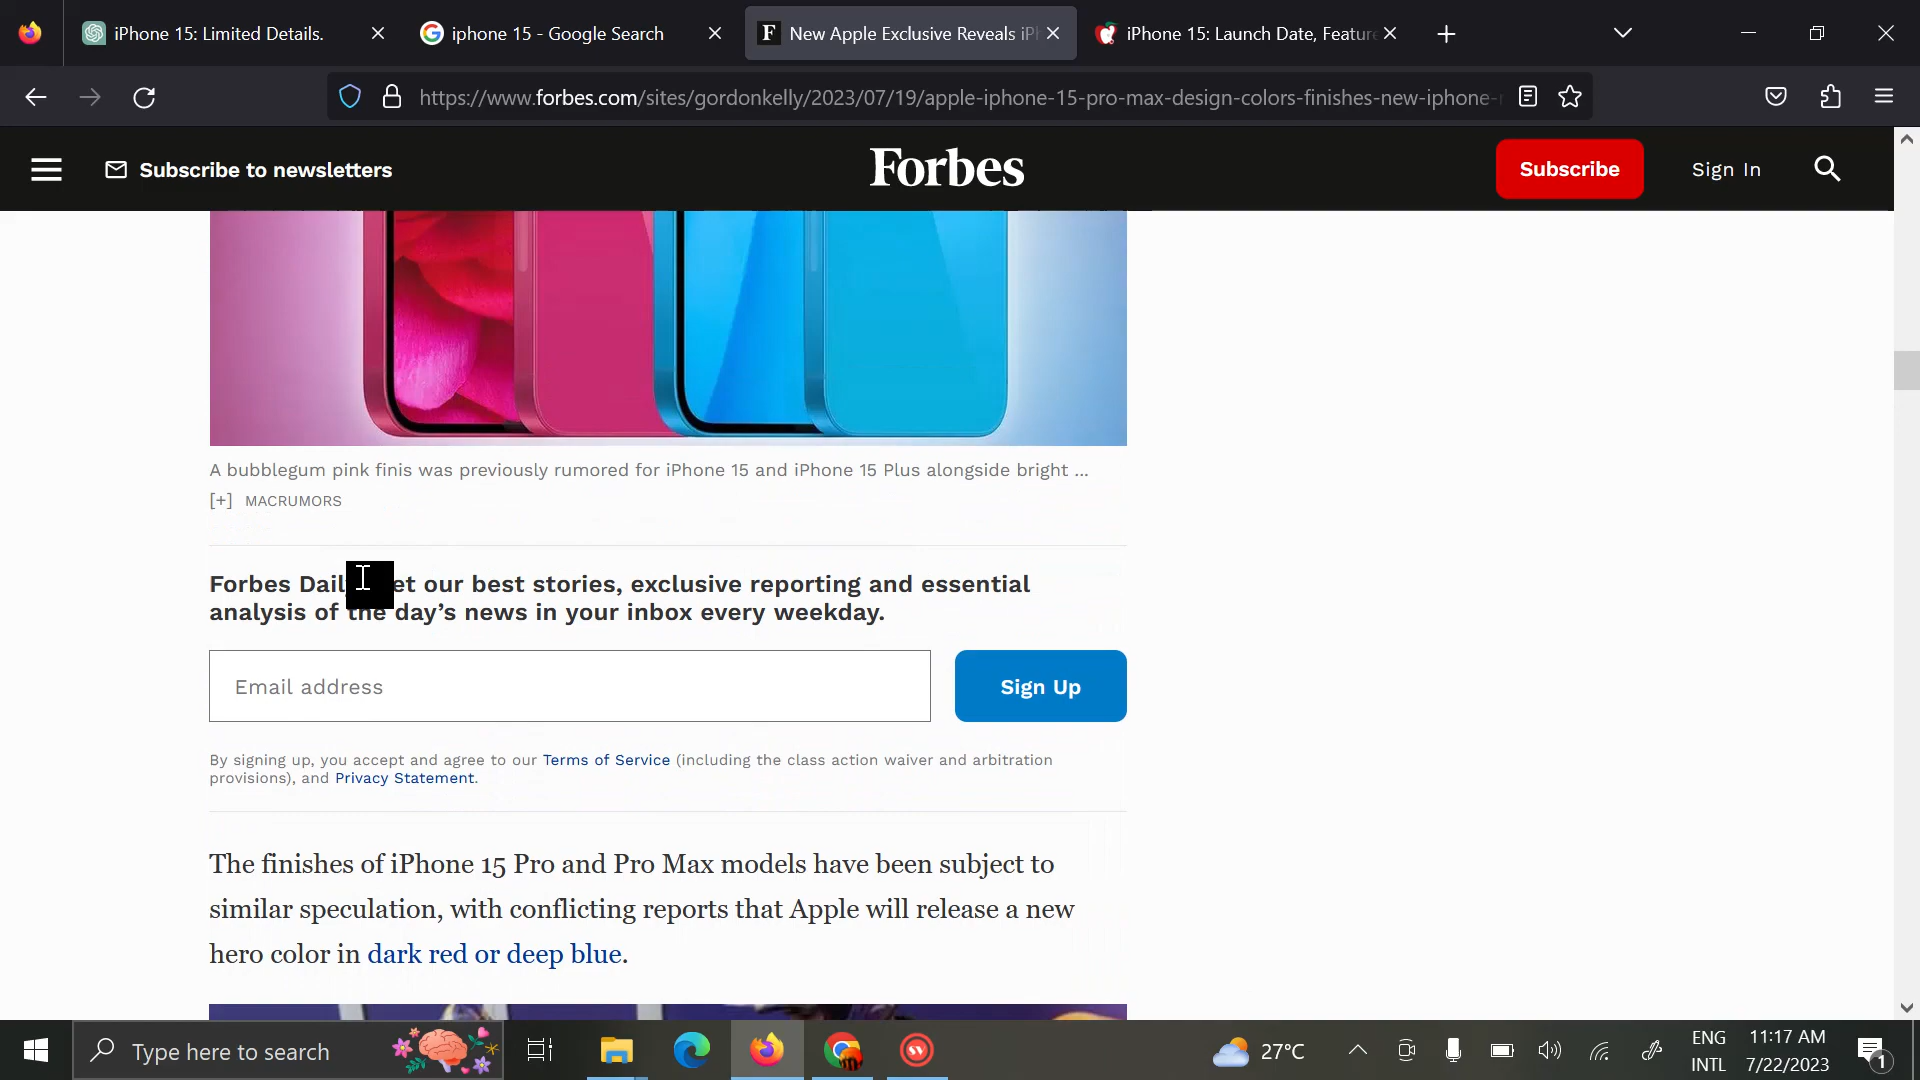 iPhone 15: Limited Details.
iphone 15 - Google Search
New Apple Exclusive Reveals iPh
iPhone 15: Launch Date, Feature
https://www.forbes.com/sites/gordonkelly/2023/07/19/apple-iphone-15-pro-max-design-colors-finishes-new-iphone-
Subscribe to newsletters
Forbes
Subscribe
Sign In
A bubblegum pink finis was previously rumored for iPhone 15 and iPhone 15 Plus alongside bright ...
[+] MACRUMORS
Forbes Dail et our best stories, exclusive reporting and essential
analysis of the day’s news in your inbox every weekday.
Email address
Sign Up
By signing up, you accept and agree to our Terms of Service (including the class action waiver and arbitration
provisions), and Privacy Statement.
The finishes of iPhone 15 Pro and Pro Max models have been subject to
similar speculation, with conflicting reports that Apple will release a new
hero color in dark red or deep blue.
Type here to search
27°C
ENG
INTL
11:17 AM
7/22/2023
1